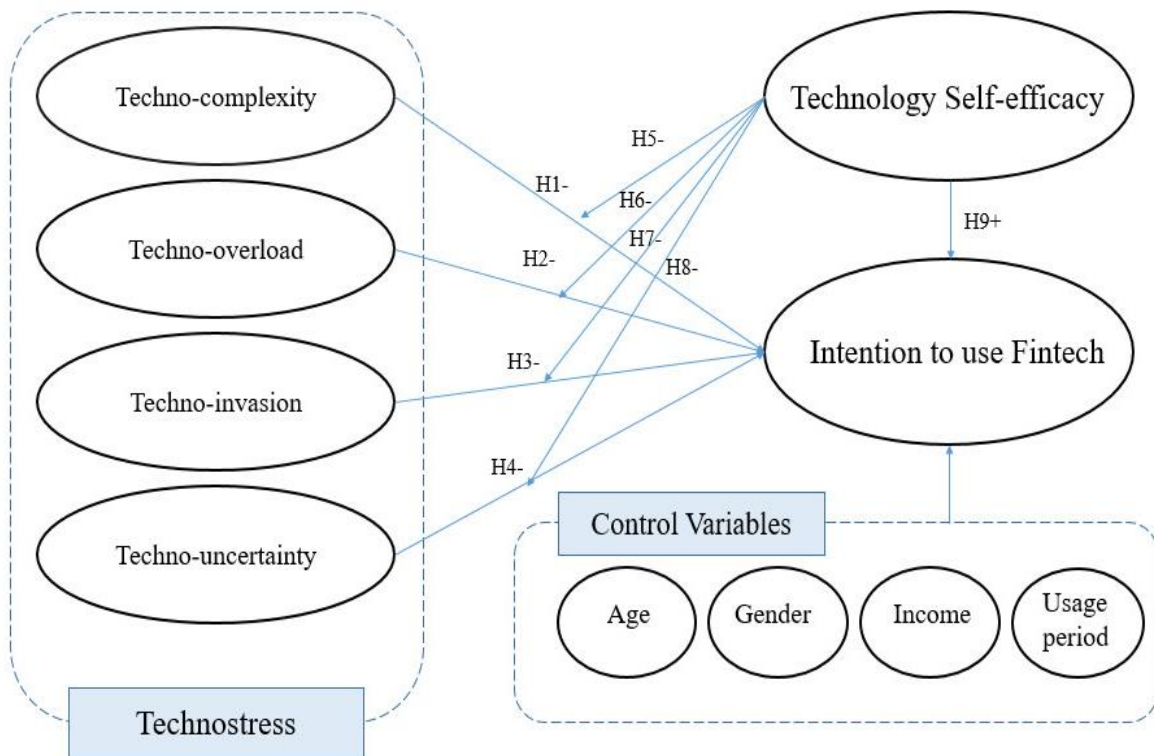 Techno-complexity
Techno-overload
Techno-invasion
Techno-uncertainty
Technostress
H1-
H2-
H3-
H4-
H5-
H6-
H7-
H8-
Technology Self-efficacy
H9+
Intention to use Fintech
Control Variables
Age
Gender
Income
Usage
period